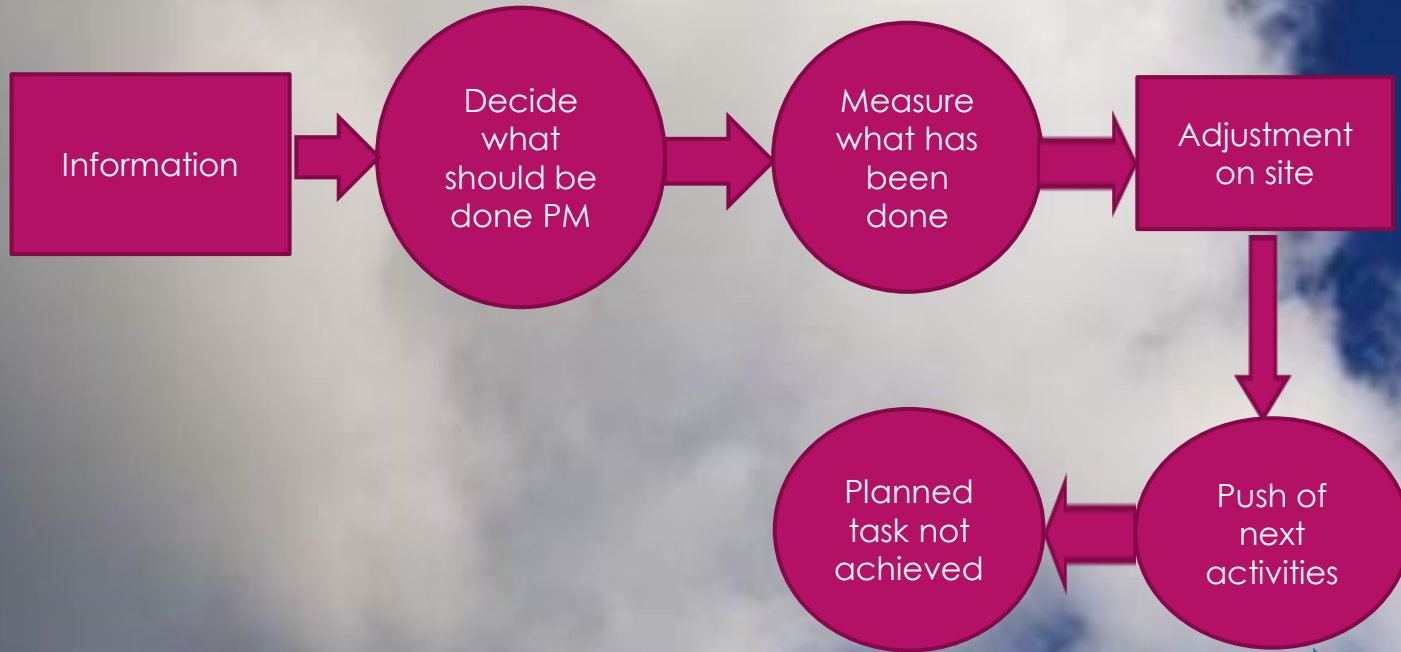 Information
Decide
what
should be
done PM
Measure
what has
been
done
Adjustment
on site
Push of
next
activities
Planned
task not
achieved